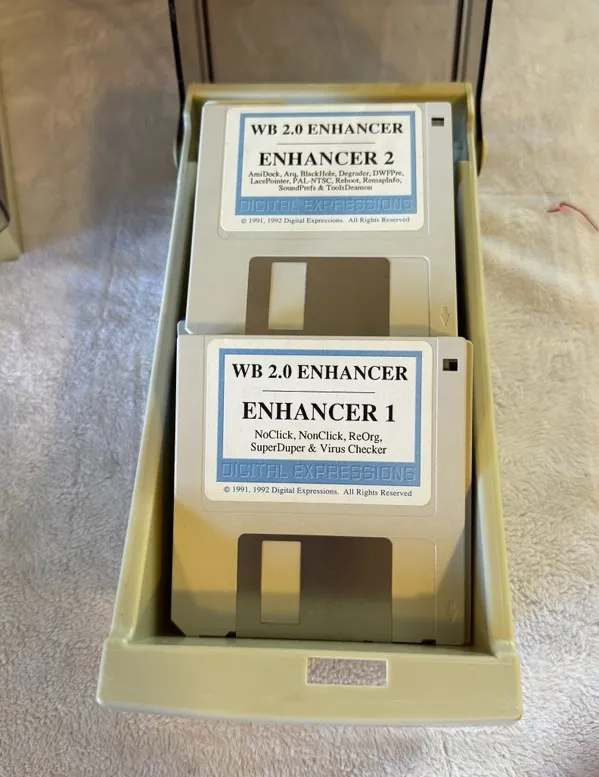 WB 2.0 ENHANCER
ENHANCER 2
AmiDock, Arq, BlackHole, Degrader, DWFPre,
LacePointer, PAL-NTSC, Reboot, RemapInfo,
SoundPrefs & ToolsDeamon
DIGITAL EXPRESSIONS
© 1991, 1992 Digital Expressions. All Rights Reserved
WB 2.0 ENHANCER
ENHANCER 1
NoClick, NonClick, ReOrg,
SuperDuper & Virus Checker
DIGITAL EXPRESSIONS
© 1991, 1992 Digital Expressions. All Rights Reserved